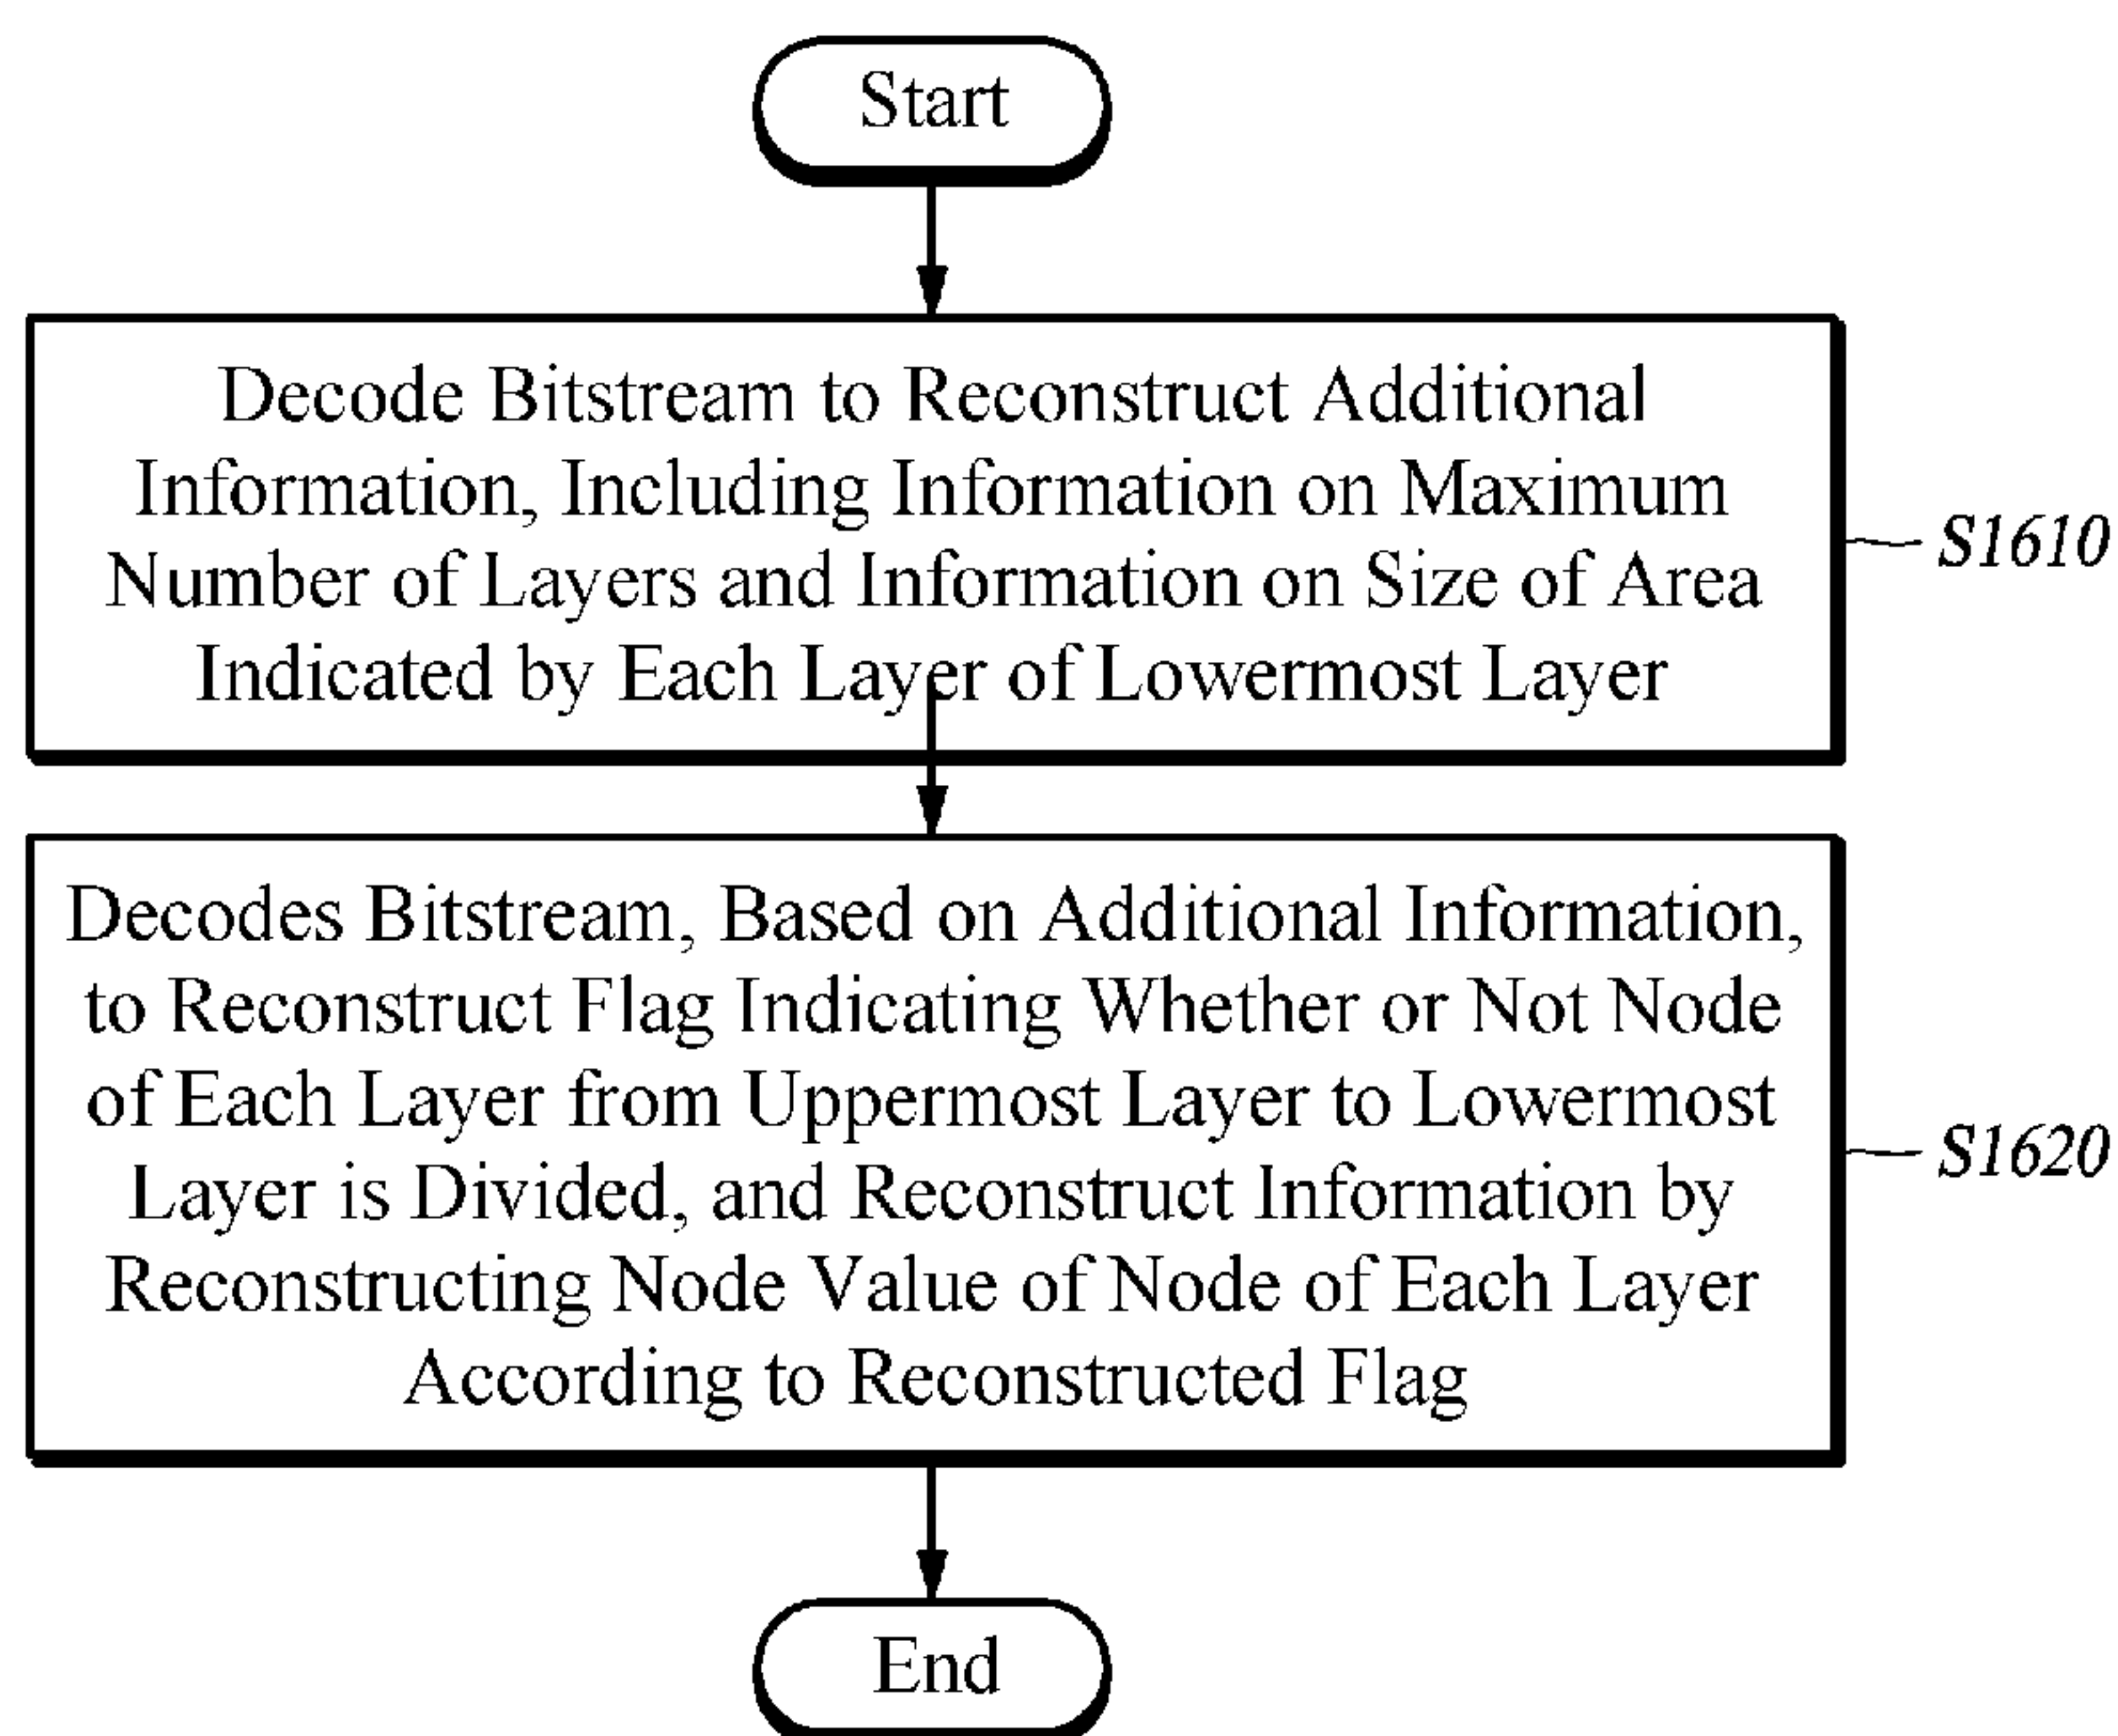 Start
Decode Bitstream to Reconstruct Additional
Information, Including Information on Maximum
Number of Layers and Information on Size of Area
Indicated by Each Layer of Lowermost Layer
S1610
Decodes Bitstream, Based on Additional Information,
to Reconstruct Flag Indicating Whether or Not Node
of Each Layer from Uppermost Layer to Lowermost
Layer is Divided, and Reconstruct Information by
Reconstructing Node Value of Node of Each Layer
According to Reconstructed Flag
S1620
End